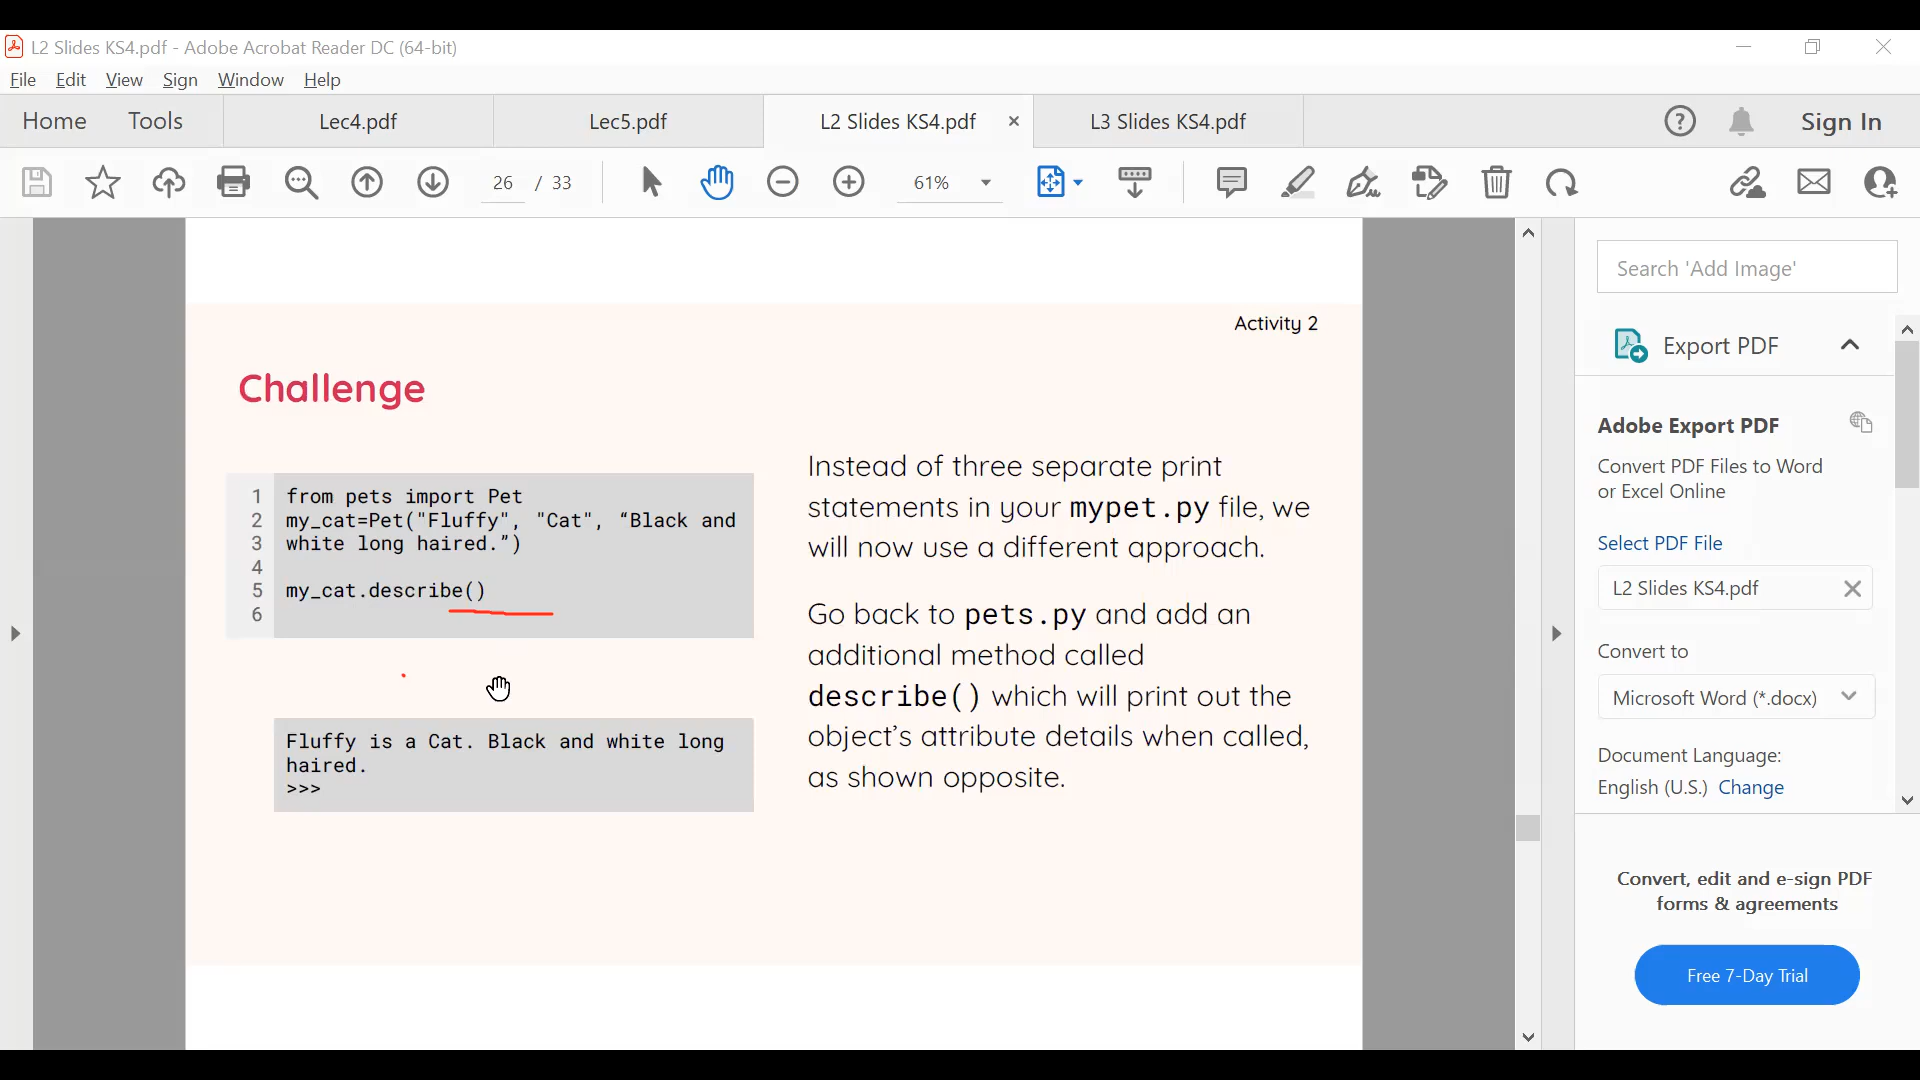 L2 Slides KS4.pdf - Adobe Acrobat Reader DC (64-bit)
File Edit View Sign Window Help
Home Tools Lec4.pdf Lec5.pdf L2 Slides KS4.pdf × L3 Slides KS4.pdf ? Sign In
26 / 33 61%
Activity 2
Challenge
1 from pets import Pet
2 my_cat=Pet("Fluffy", "Cat", “Black and
3 white long haired.”)
4
5 my_cat.describe()
6
Fluffy is a Cat. Black and white long
haired.
>>>
Instead of three separate print
statements in your mypet.py file, we
will now use a different approach.
Go back to pets.py and add an
additional method called
describe() which will print out the
object’s attribute details when called,
as shown opposite.
Search 'Add Image'
Export PDF
Adobe Export PDF
Convert PDF Files to Word
or Excel Online
Select PDF File
L2 Slides KS4.pdf
Convert to
Microsoft Word (*.docx)
Document Language:
English (U.S.) Change
Convert, edit and e-sign PDF
forms & agreements
Free 7-Day Trial